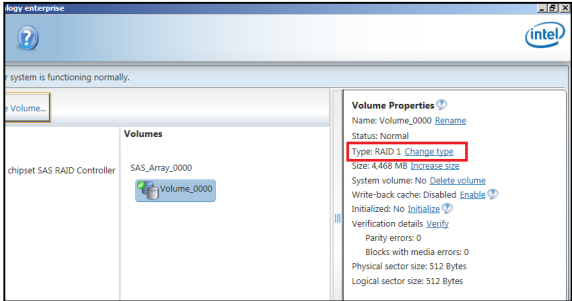 ology enterprise
intel
r system is functioning normally.
e Volume...
Volumes
chipset SAS RAID Controller
SAS_Array_0000
Volume_0000
Volume Properties
Name: Volume_0000 Rename
Status: Normal
Type: RAID 1 Change type
Size: 4,468 MB Increase size
System volume: No Delete volume
Write-back cache: Disabled Enable
Initialized: No Initialize
Verification details Verify
Parity errors: 0
Blocks with media errors: 0
Physical sector size: 512 Bytes
Logical sector size: 512 Bytes